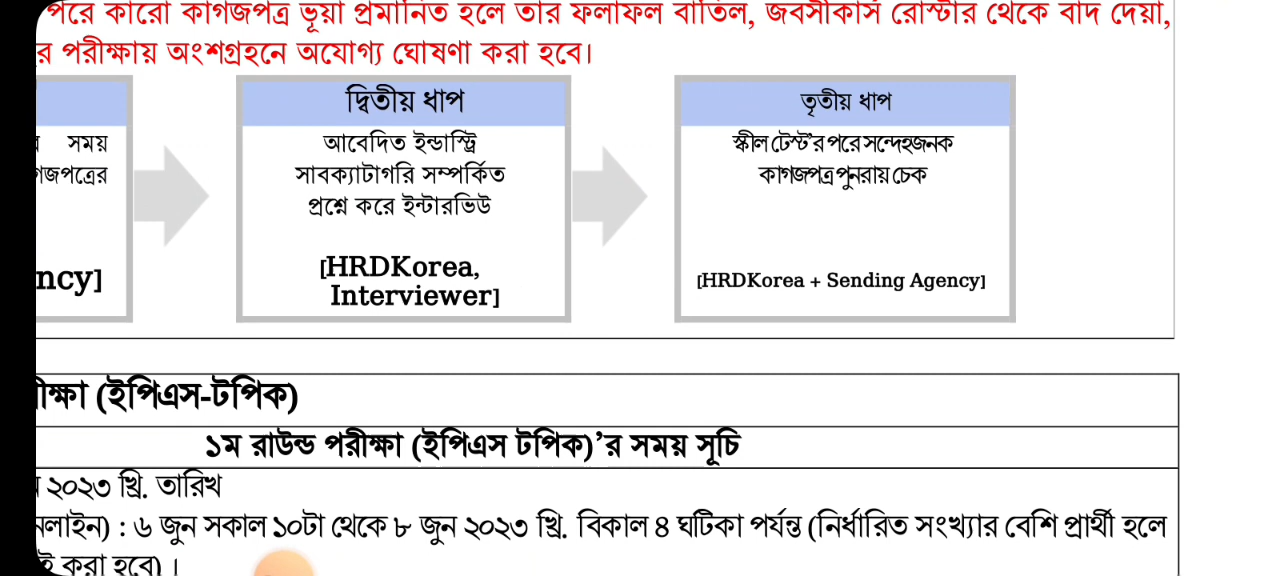 পরে কারো কাগজপত্র ভূয়া প্রমানিত হলে তার ফলাফল বাতিল, জবসীকার্স রোস্টার থেকে বাদ দেয়া,
র পরীক্ষায় অংশগ্রহনে অযোগ্য ঘোষণা করা হবে।
সময়
গজপত্রের
ncy]
দ্বিতীয় ধাপ
আবেদিত ইন্ডাস্ট্রি
সাবক্যাটাগরি সম্পর্কিত
প্রশ্নে করে ইন্টারভিউ
[HRDKorea,
Interviewer]
তৃতীয় ধাপ
স্কীল টেস্ট’র পরে সন্দেহজনক
কাগজপত্র পুনরায় চেক
[HRDKorea + Sending Agency]
ীক্ষা (ইপিএস-টপিক)
১ম রাউন্ড পরীক্ষা (ইপিএস টপিক)’র সময় সূচি
২০২৩ খ্রি. তারিখ
নলাইন) : ৬ জুন সকাল ১০টা থেকে ৮ জুন ২০২৩ খ্রি. বিকাল ৪ ঘটিকা পর্যন্ত (নির্ধারিত সংখ্যার বেশি প্রার্থী হলে
ই করা হবে) ।